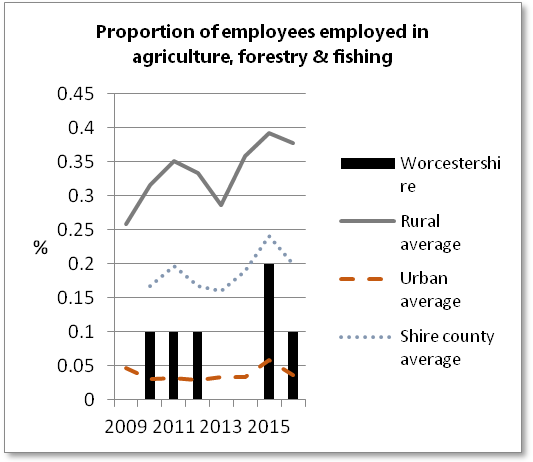 Proportion of employees employed in
agriculture, forestry & fishing
0.45
0.4
0.35
0.3
0.25
0.2
0.15
0.1
0.05
0
%
2009 2011 2013 2015
Worcestershi
re
Rural
average
Urban
average
Shire county
average